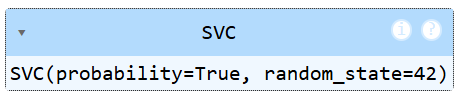 SVC
i ?
SVC(probability=True, random_state=42)